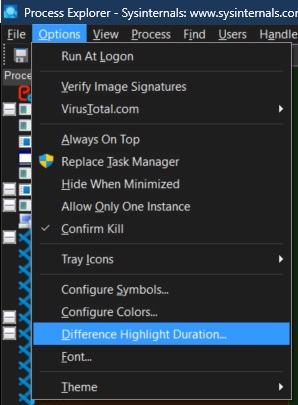 Process Explorer - Sysinternals: www.sysinternals.co
File Options View Process Find Users Handle
Proce
Run At Logon
Verify Image Signatures
VirusTotal.com
Always On Top
Replace Task Manager
Hide When Minimized
Allow Only One Instance
Confirm Kill
Tray Icons
Configure Symbols...
Configure Colors...
Difference Highlight Duration...
Font...
Theme